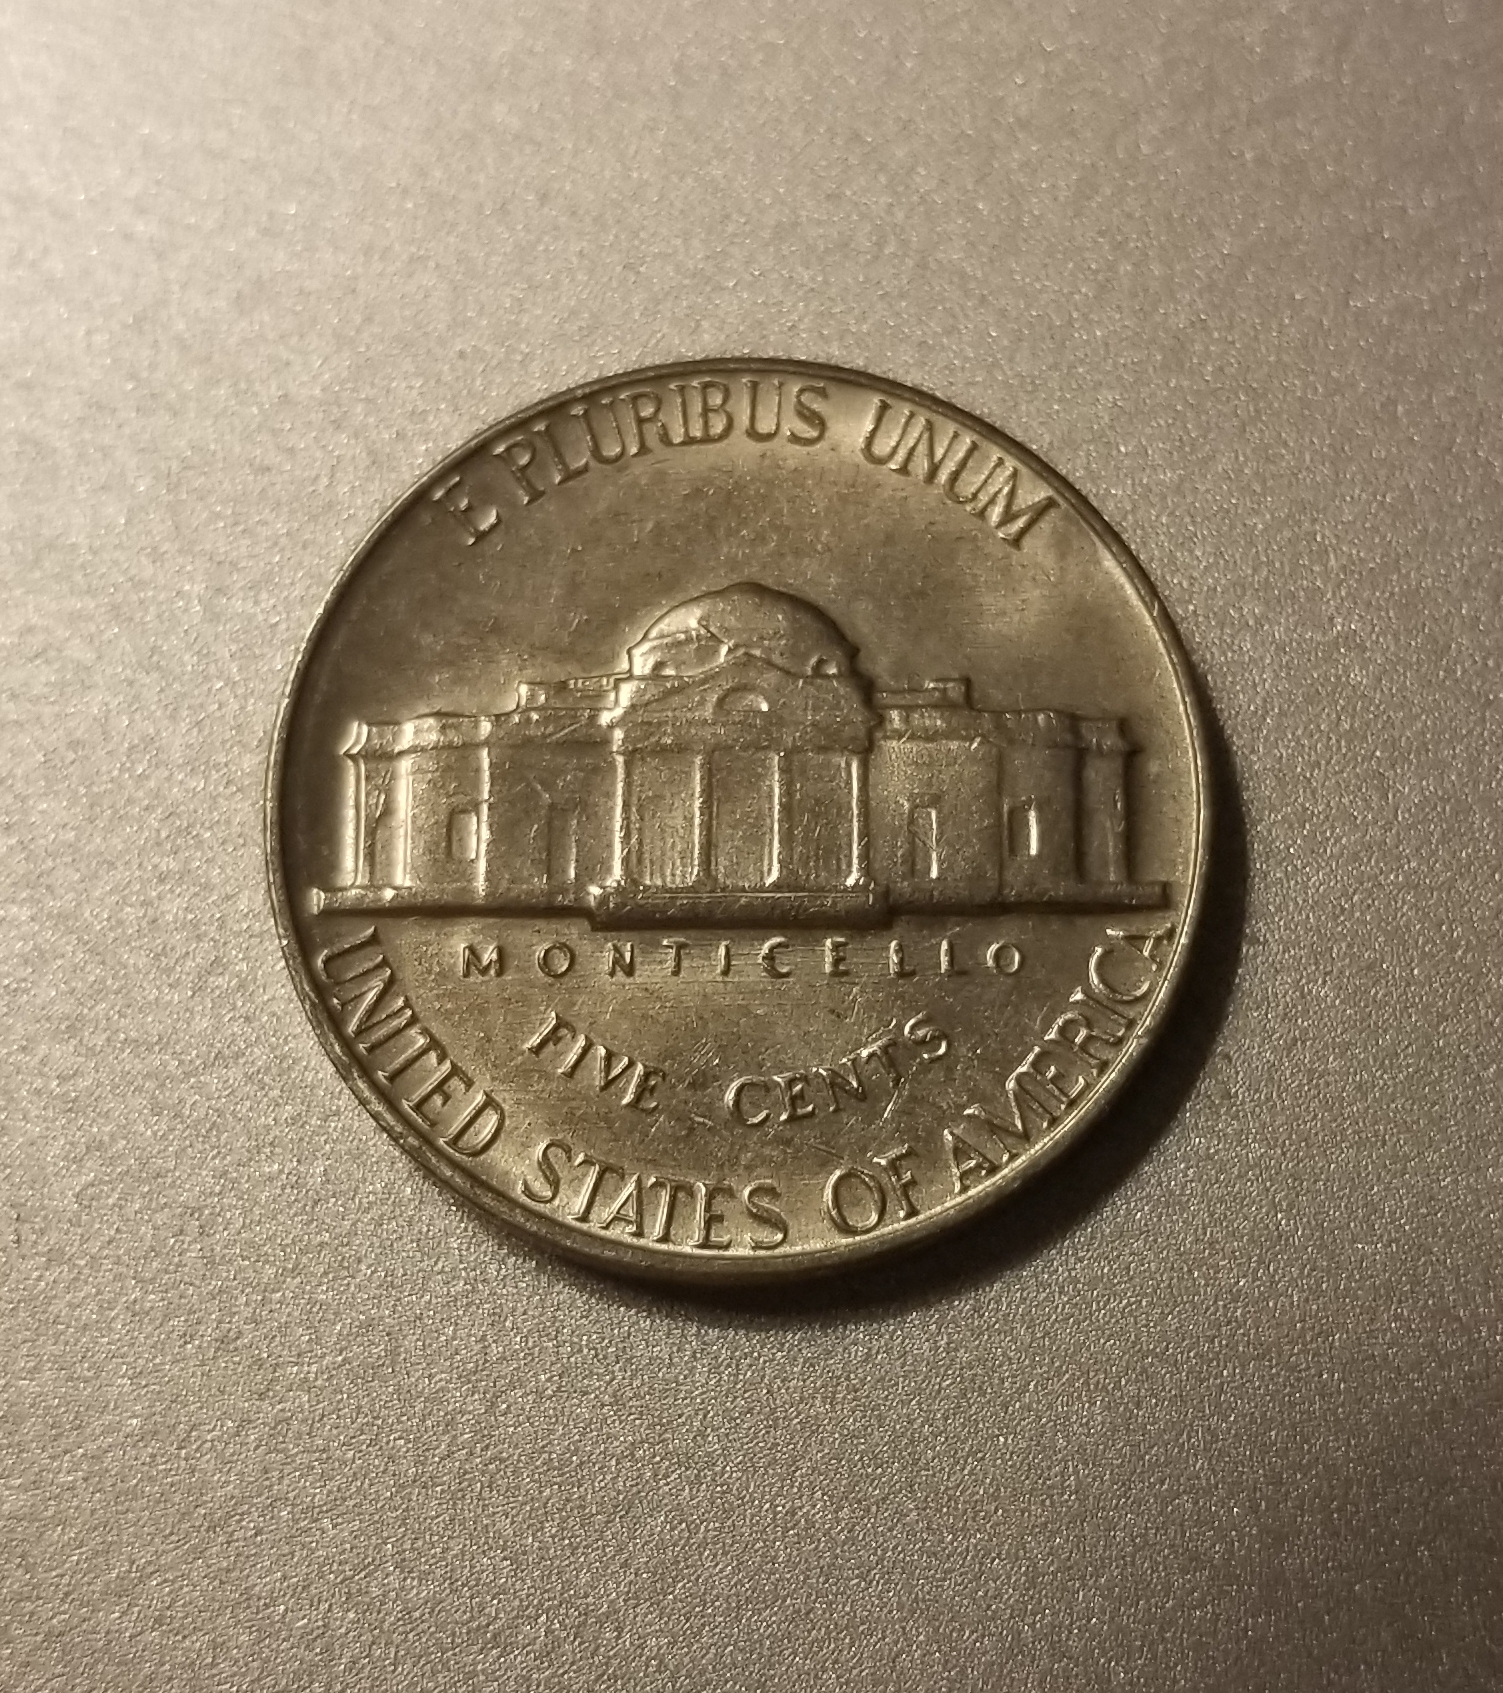 E PLURIBUS UNUM
MONTICELLO
FIVE CENTS
UNITED STATES OF AMERICA